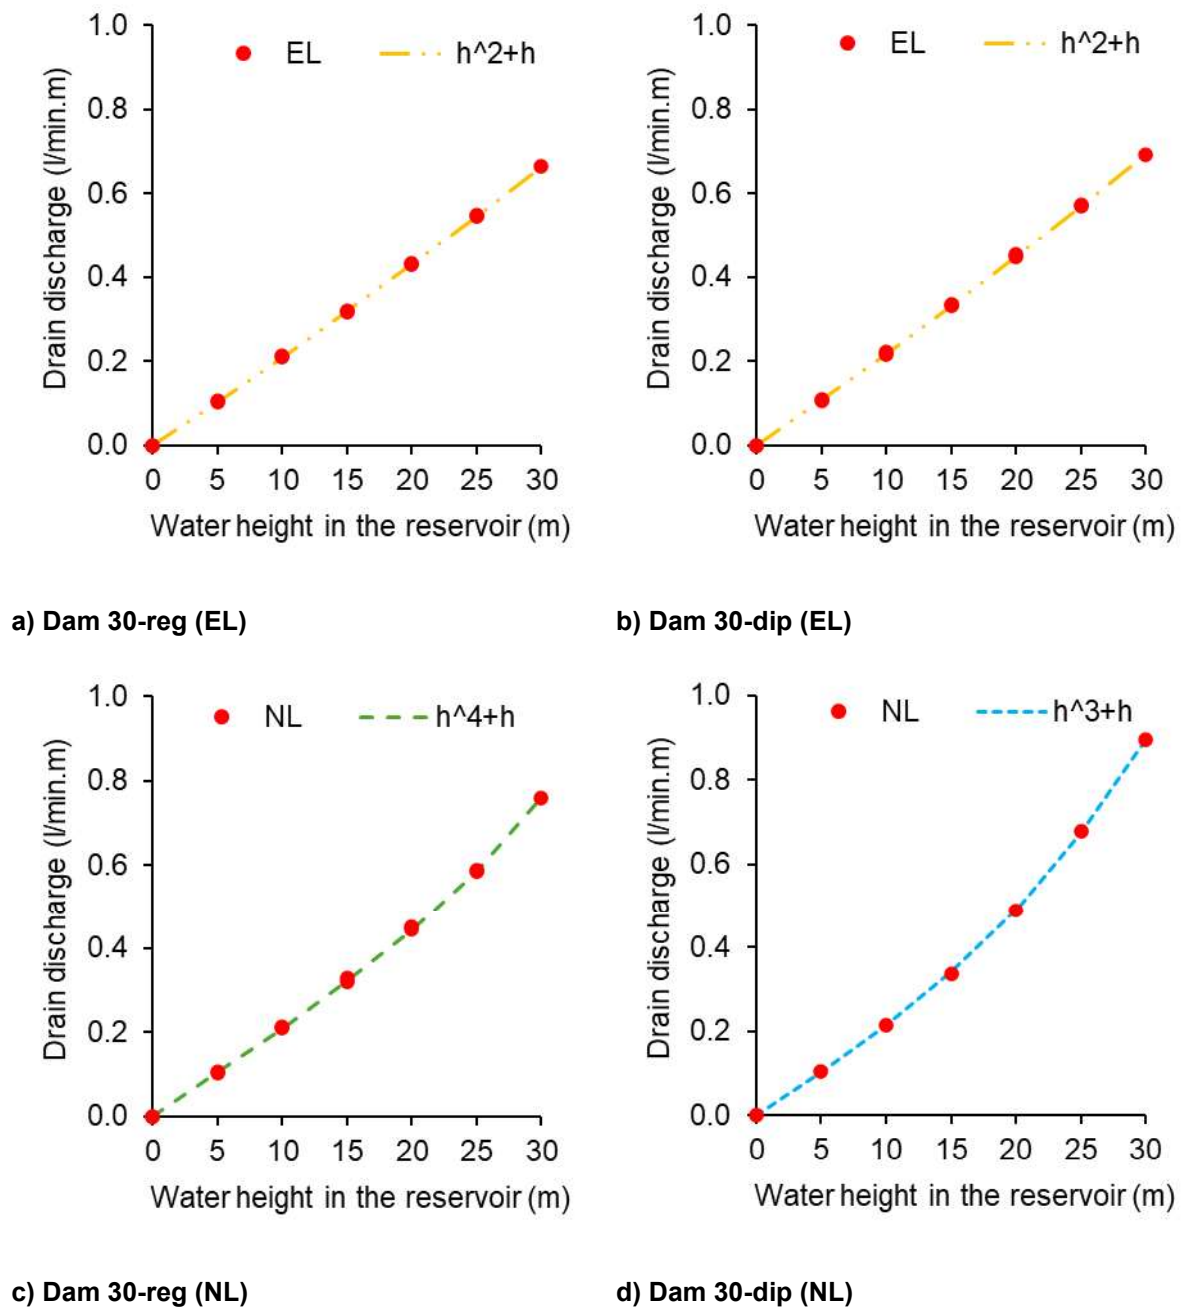 1.0
EL
h^2+h
0.8
0.6
0.4
0.2
0.0
Drain discharge (l/min.m)
0 5 10 15 20 25 30
Water height in the reservoir (m)
a) Dam 30-reg (EL)
1.0
EL
h^2+h
0.8
0.6
0.4
0.2
0.0
Drain discharge (l/min.m)
0 5 10 15 20 25 30
Water height in the reservoir (m)
b) Dam 30-dip (EL)
1.0
NL
h^4+h
0.8
0.6
0.4
0.2
0.0
Drain discharge (l/min.m)
0 5 10 15 20 25 30
Water height in the reservoir (m)
c) Dam 30-reg (NL)
1.0
NL
h^3+h
0.8
0.6
0.4
0.2
0.0
Drain discharge (l/min.m)
0 5 10 15 20 25 30
Water height in the reservoir (m)
d) Dam 30-dip (NL)